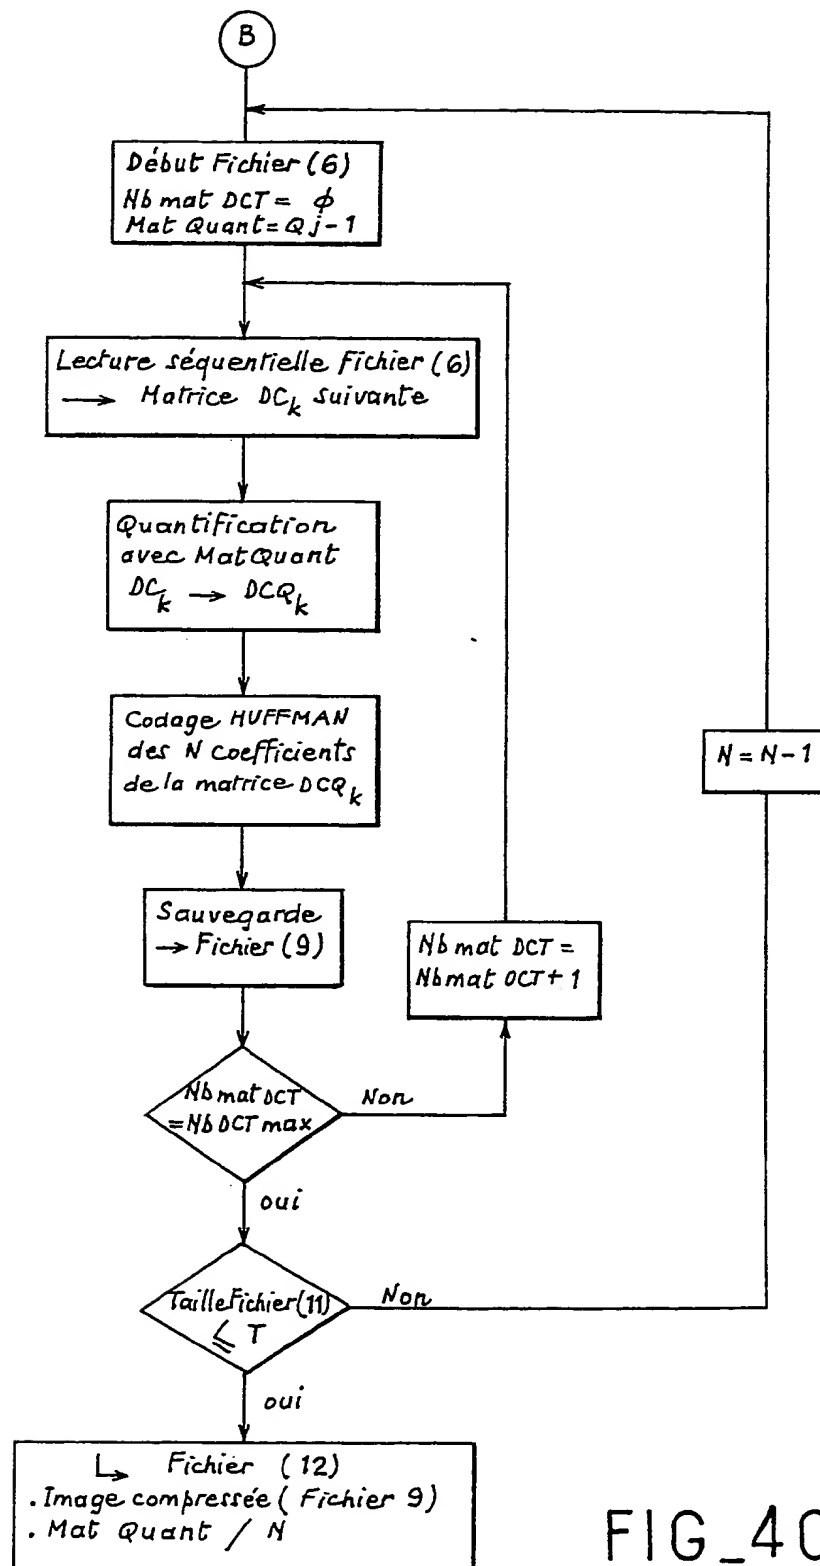 B
Début Fichier (6)
Nb mat DCT = ϕ
Mat Quant = Qj-1
Lecture séquentielle Fichier (6)
→ Matrice DCk suivante
Quantification
avec MatQuant
DCk → DCQk
Codage HUFFMAN
des N coefficients
de la matrice DCQk
N = N-1
Sauvegarde
→ Fichier (9)
Nb mat DCT =
Nb mat OCT + 1
Nb mat DCT
= Nb DCT max
Non
oui
Taille Fichier (11)
≦ T
Non
oui
↳ Fichier (12)
. Image compressée ( Fichier 9)
. Mat Quant / N